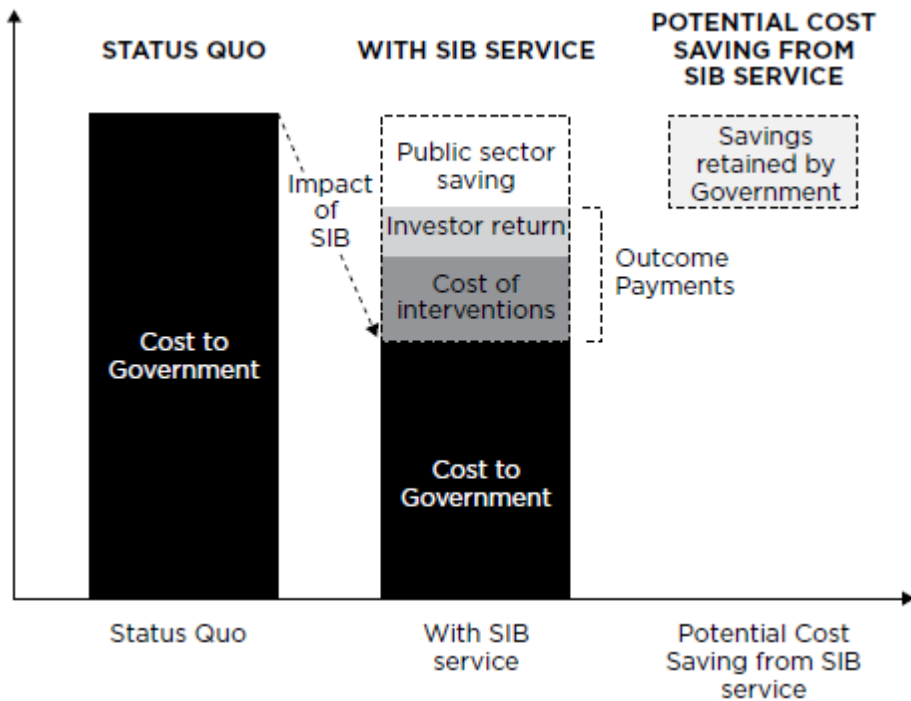 STATUS QUO
WITH SIB SERVICE
POTENTIAL COST
SAVING FROM
SIB SERVICE
Cost to
Government
Impact
of
SIB
Public sector
saving
Investor return
Cost of
interventions
Cost to
Government
Outcome
Payments
Savings
retained by
Government
Status Quo
With SIB
service
Potential Cost
Saving from SIB
service